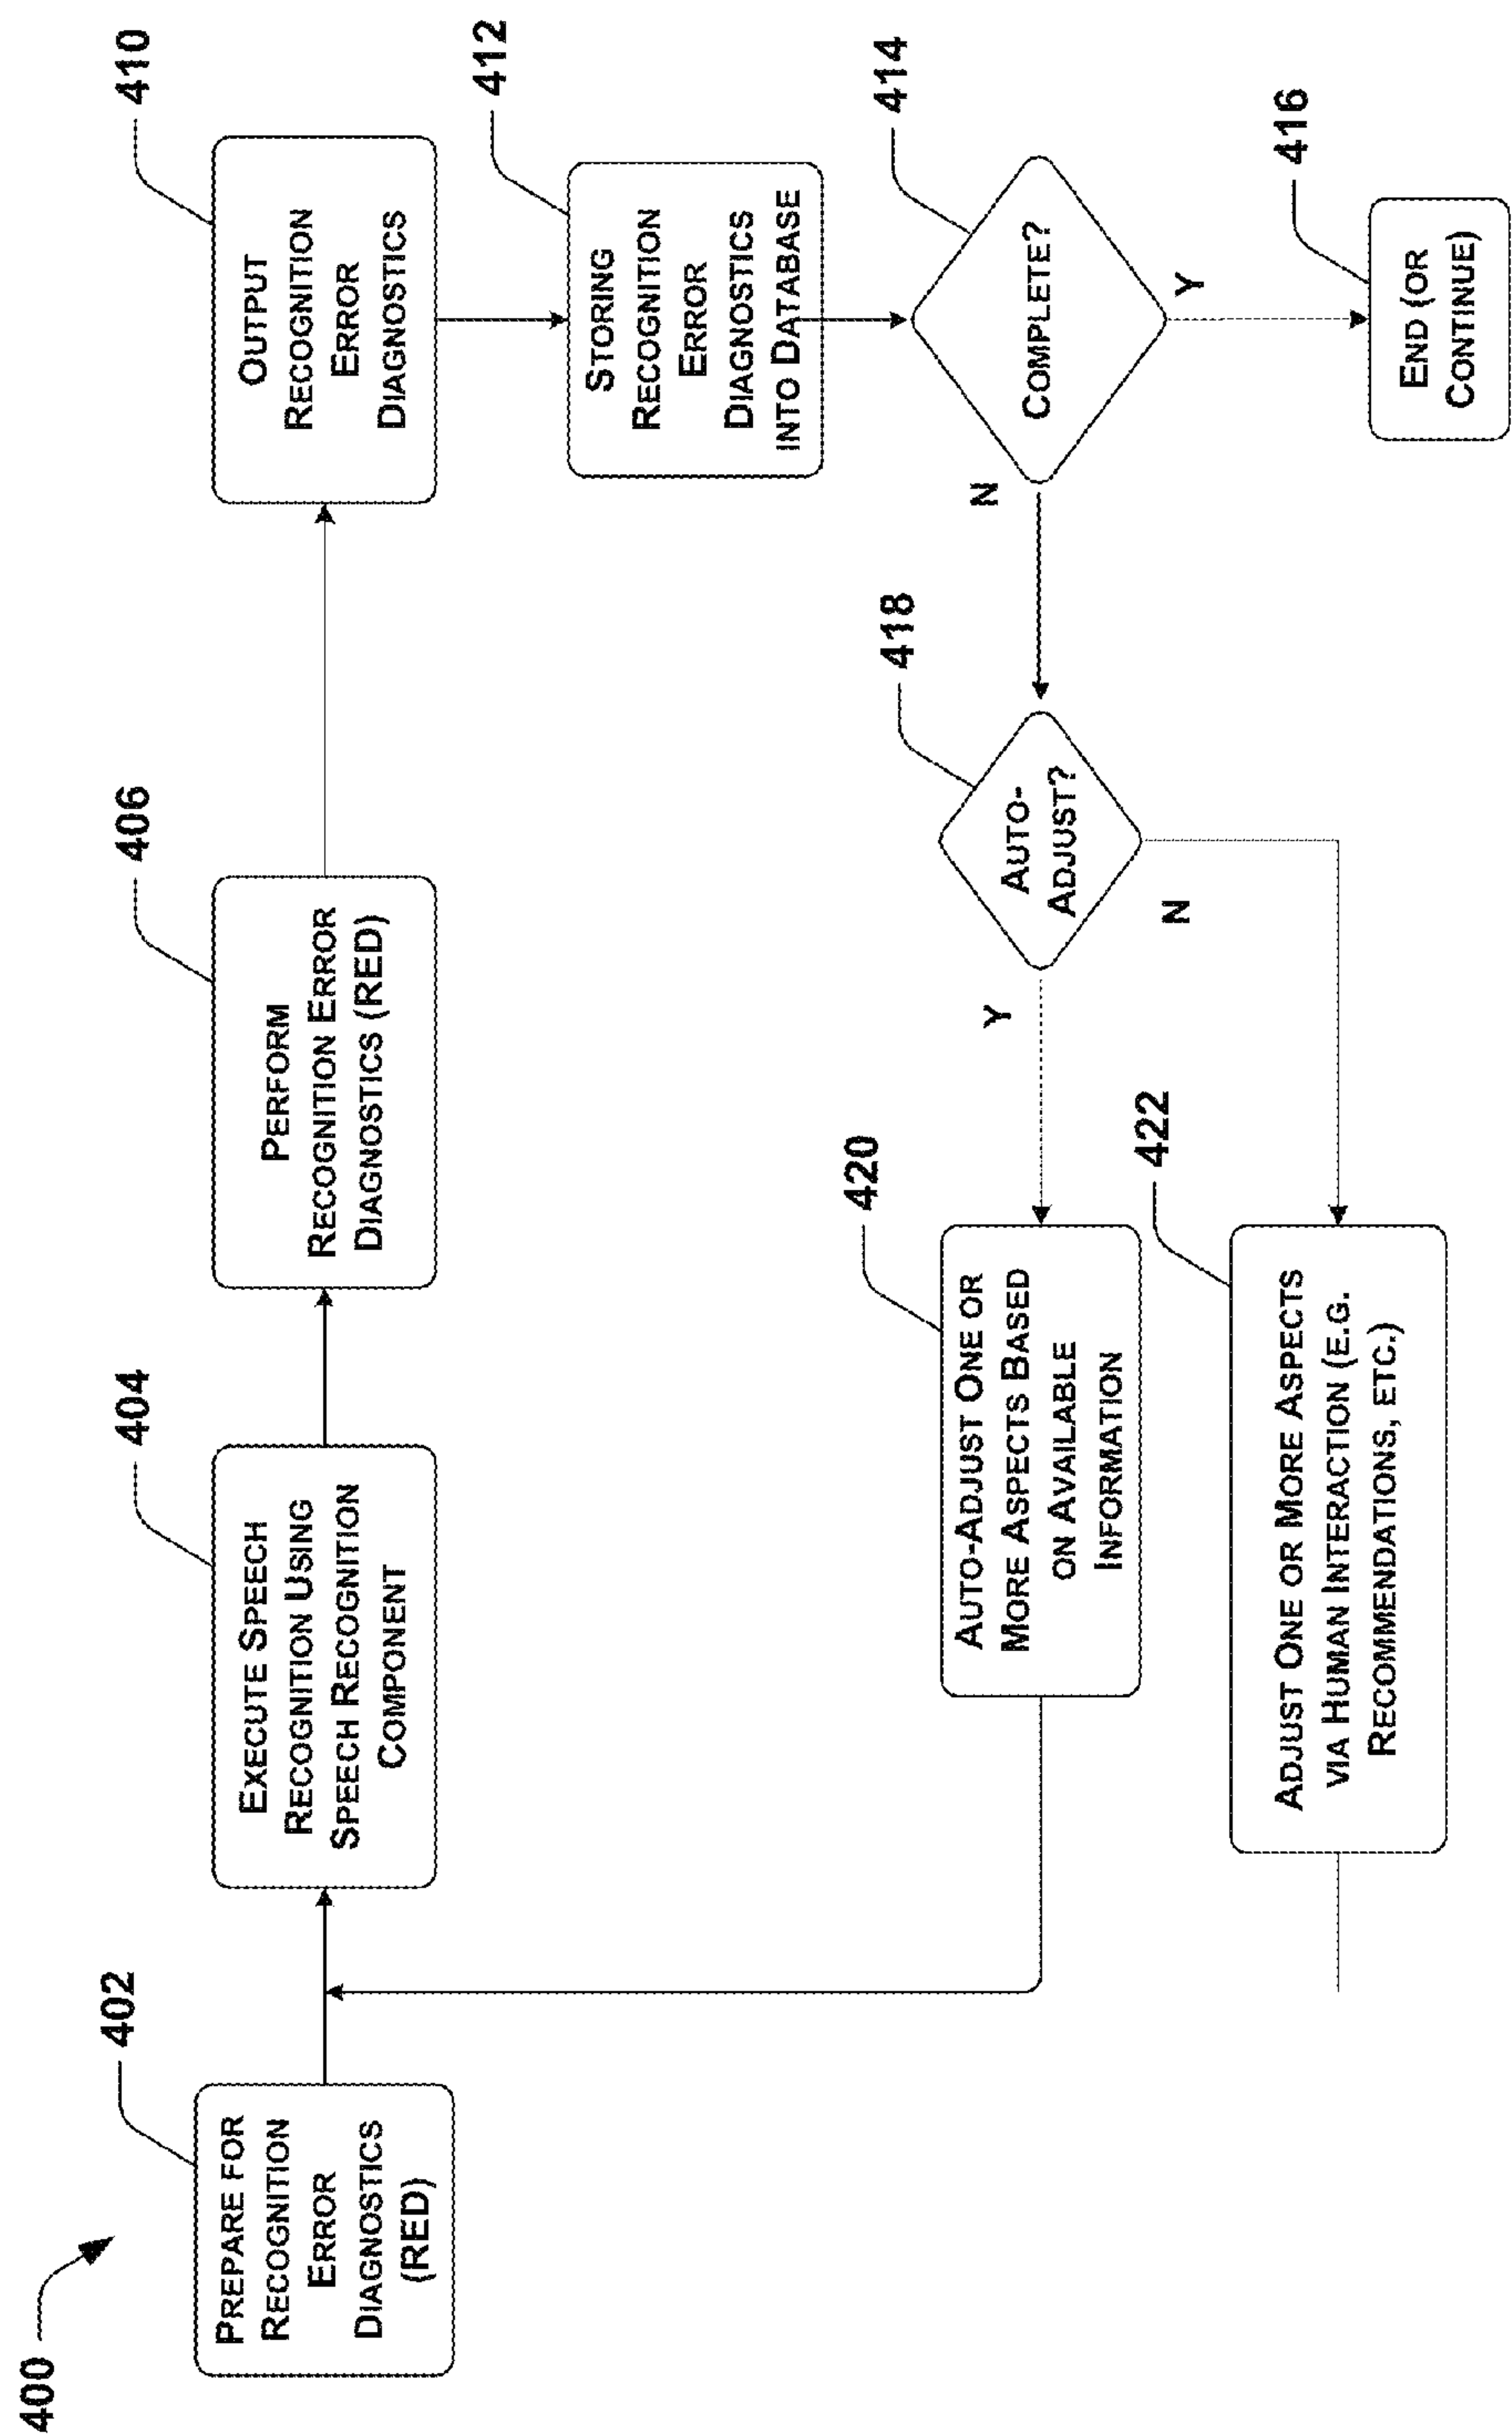 400
402
PREPARE FOR
RECOGNITION
ERROR
DIAGNOSTICS
(RED)
404
EXECUTE SPEECH
RECOGNITION USING
SPEECH RECOGNITION
COMPONENT
406
PERFORM
RECOGNITION ERROR
DIAGNOSTICS (RED)
410
OUTPUT
RECOGNITION
ERROR
DIAGNOSTICS
412
STORING
RECOGNITION
ERROR
DIAGNOSTICS
INTO DATABASE
414
COMPLETE?
Y
N
416
END (OR
CONTINUE)
418
AUTO-
ADJUST?
Y
N
420
AUTO-ADJUST ONE OR
MORE ASPECTS BASED
ON AVAILABLE
INFORMATION
422
ADJUST ONE OR MORE ASPECTS
VIA HUMAN INTERACTION (E.G.
RECOMMENDATIONS, ETC.)